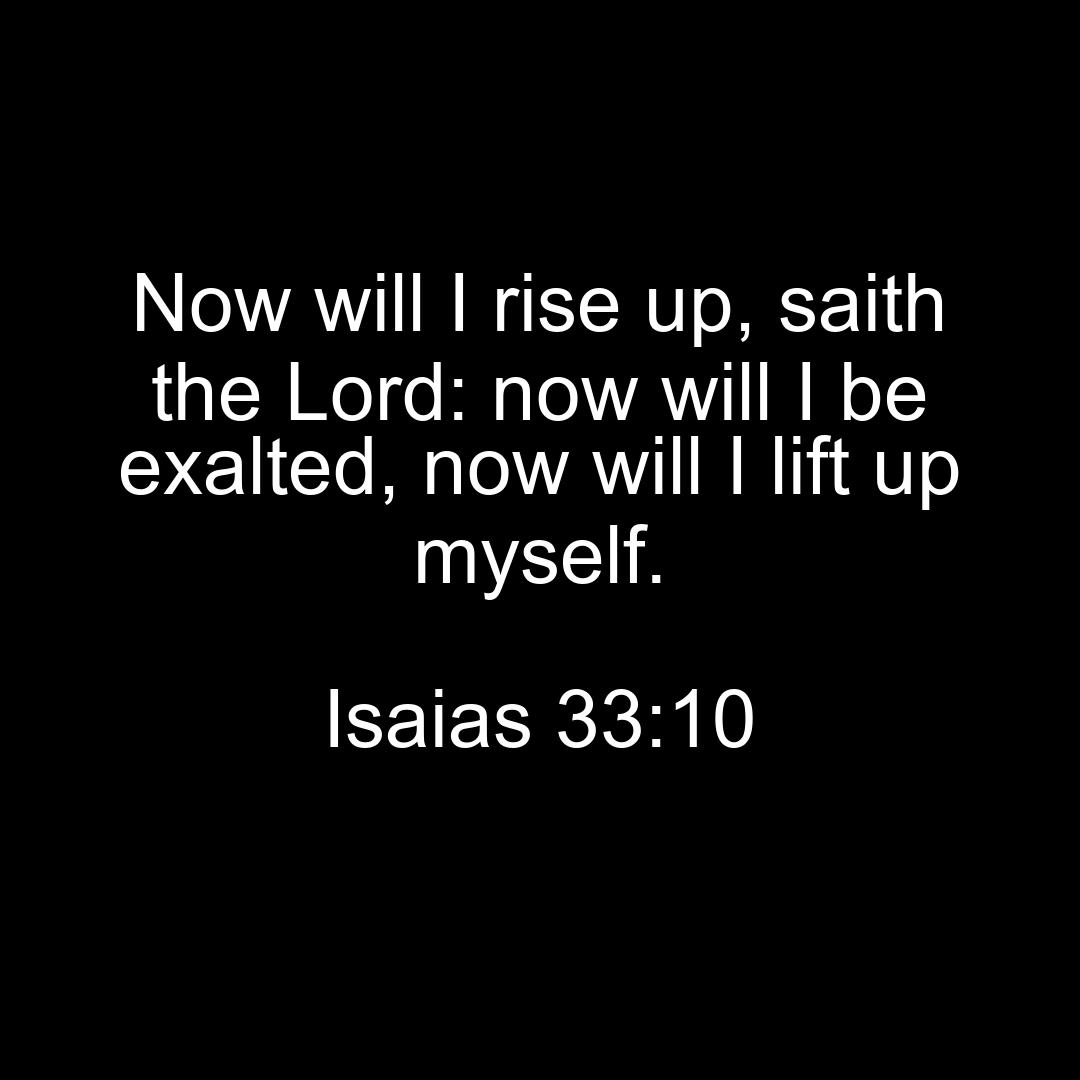 Now will I rise up, saith
the Lord: now will I be
exalted, now will I lift up
myself.
Isaias 33:10